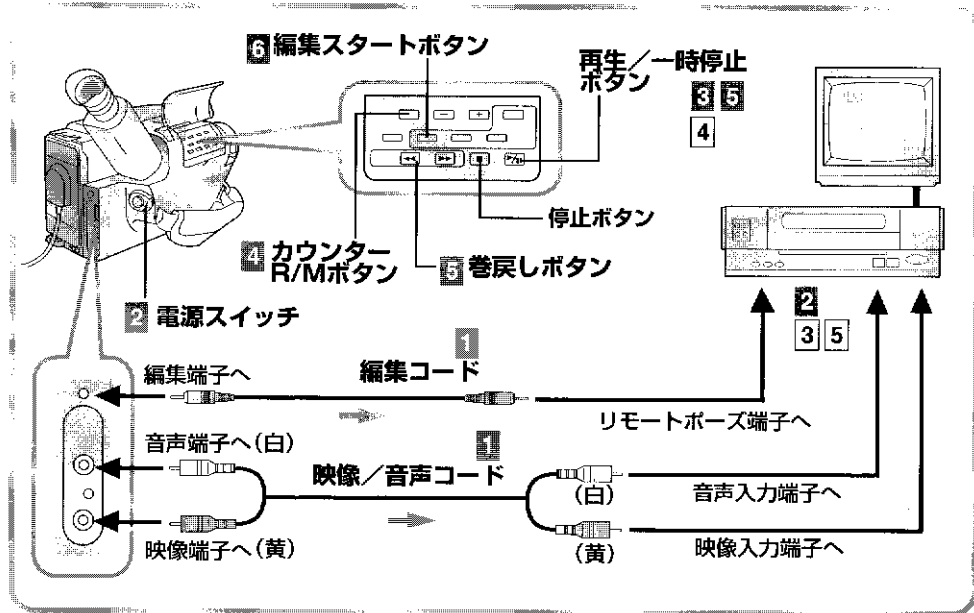 6 編集スタートボタン
再生/一時停止
ボタン
3 5
4
停止ボタン
4 カウンター
R/Mボタン
5 巻戻しボタン
2 電源スイッチ
2
3 5
1
編集コード
編集端子へ
リモートポーズ端子へ
音声端子へ(白)
1
映像/音声コード
(白)
音声入力端子へ
映像端子へ(黄)
(黄)
映像入力端子へ